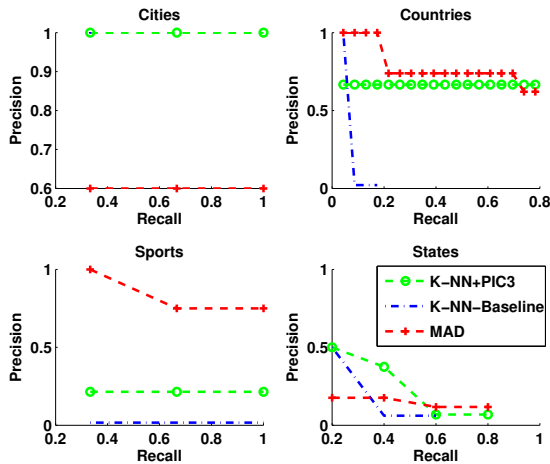 Cities
Precision
1
0.9
0.8
0.7
0.6
0.2 0.4 0.6 0.8 1
Recall
Countries
Precision
1
0.5
0
0 0.2 0.4 0.6 0.8
Recall
Sports
Precision
1
0.5
0
0.2 0.4 0.6 0.8 1
Recall
States
Precision
1
0.5
0
0.2 0.4 0.6 0.8 1
Recall
K-NN+PIC3
K-NN-Baseline
MAD